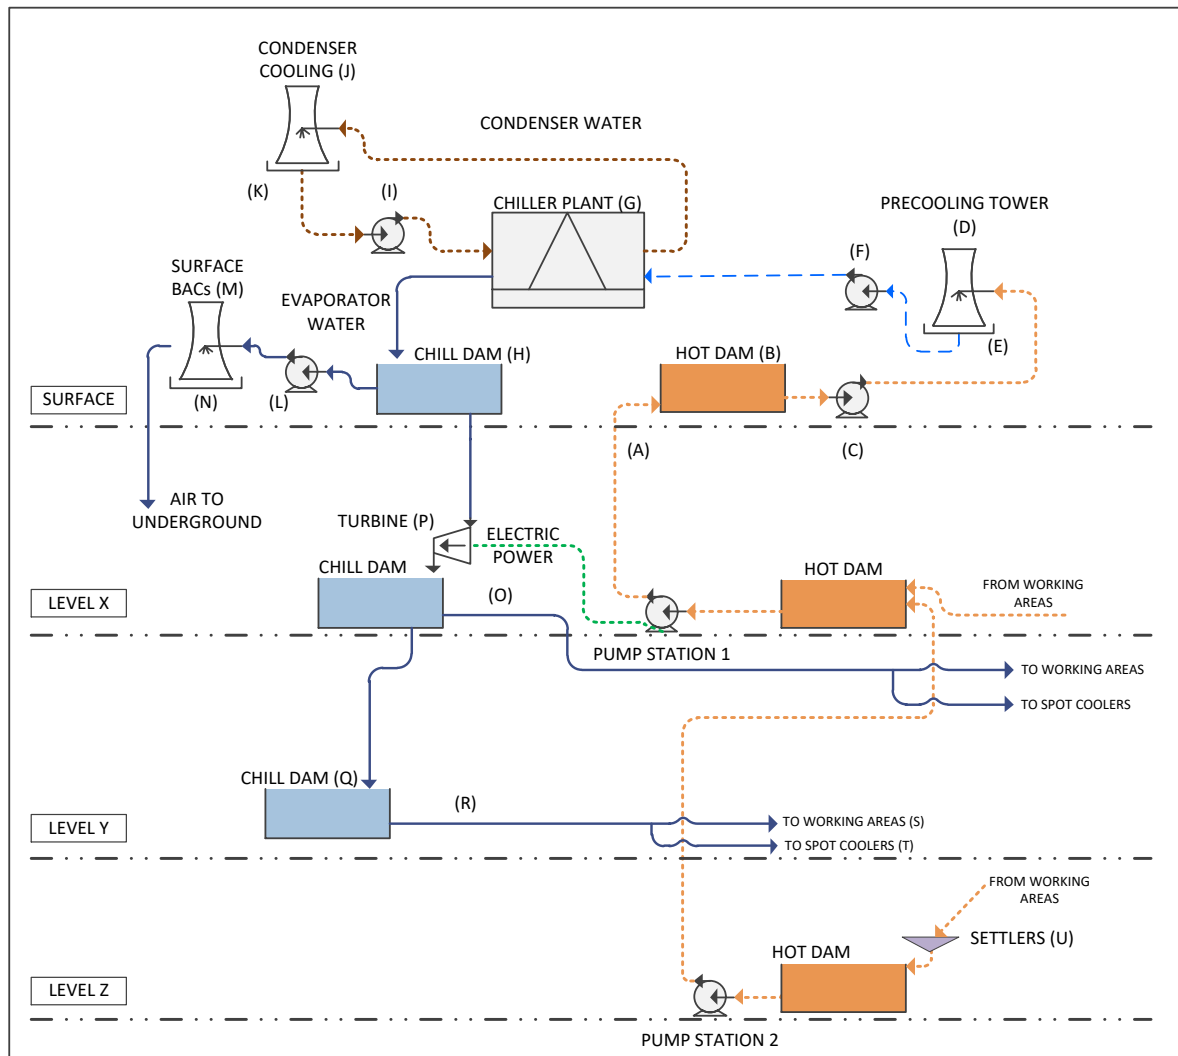 CONDENSER
COOLING (J)
CONDENSER WATER
(K)
(I)
CHILLER PLANT (G)
PRECOOLING TOWER
(D)
(F)
SURFACE
BACs (M)
EVAPORATOR
WATER
(E)
CHILL DAM (H)
HOT DAM (B)
SURFACE
(N)
(L)
(A)
(C)
AIR TO
UNDERGROUND
TURBINE (P)
ELECTRIC
POWER
CHILL DAM
HOT DAM
FROM WORKING
AREAS
LEVEL X
(O)
PUMP STATION 1
TO WORKING AREAS
TO SPOT COOLERS
CHILL DAM (Q)
(R)
LEVEL Y
TO WORKING AREAS (S)
TO SPOT COOLERS (T)
FROM WORKING
AREAS
SETTLERS (U)
HOT DAM
LEVEL Z
PUMP STATION 2